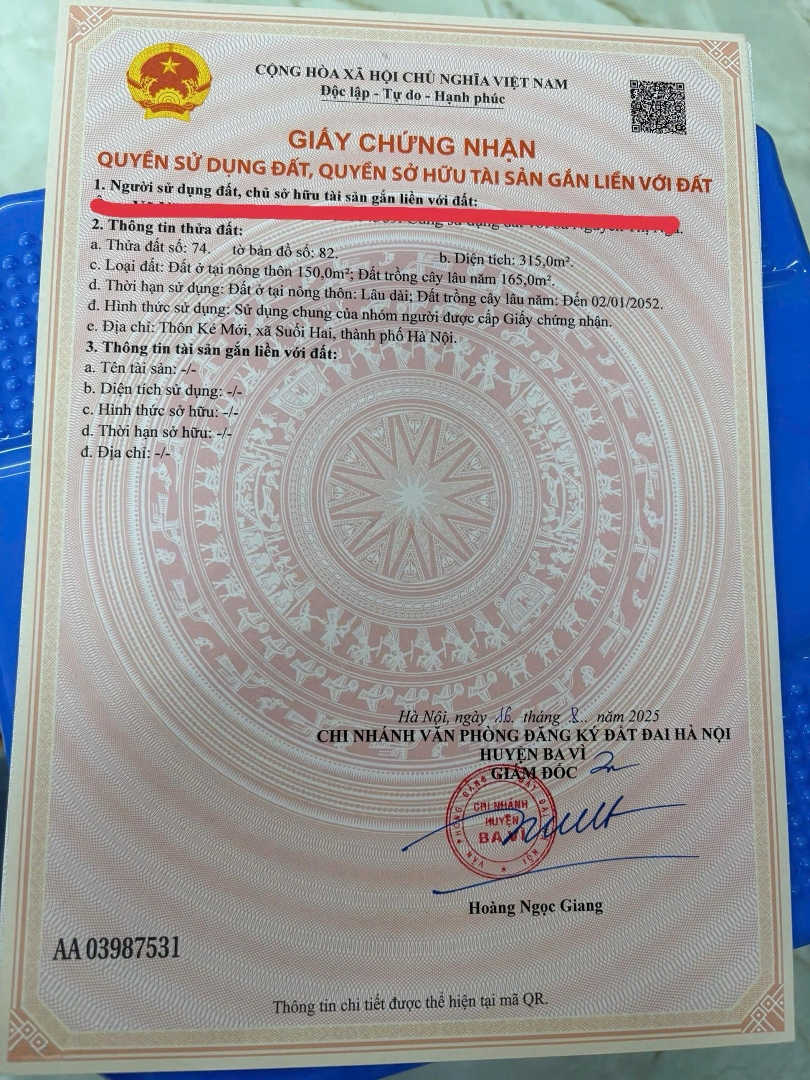 CỘNG HÒA XÃ HỘI CHỦ NGHĨA VIỆT NAM
Độc lập - Tự do - Hạnh phúc
GIẤY CHỨNG NHẬN
QUYỀN SỬ DỤNG ĐẤT, QUYỀN SỞ HỮU TÀI SẢN GẮN LIỀN VỚI ĐẤT
1. Người sử dụng đất, chủ sở hữu tài sản gắn liền với đất:
2. Thông tin thửa đất:
a. Thửa đất số: 74. tờ bản đồ số: 82. b. Diện tích: 315,0m².
c. Loại đất: Đất ở tại nông thôn 150,0m²; Đất trồng cây lâu năm 165,0m².
d. Thời hạn sử dụng: Đất ở tại nông thôn: Lâu dài; Đất trồng cây lâu năm: Đến 02/01/2052.
đ. Hình thức sử dụng: Sử dụng chung của nhóm người được cấp Giấy chứng nhận.
e. Địa chỉ: Thôn Ké Mới, xã Suối Hai, thành phố Hà Nội.
3. Thông tin tài sản gắn liền với đất:
a. Tên tài sản: -/-
b. Diện tích sử dụng: -/-
c. Hình thức sở hữu: -/-
d. Thời hạn sở hữu: -/-
đ. Địa chỉ: -/-
Hà Nội, ngày 16. tháng 8.. năm 2025
CHI NHÁNH VĂN PHÒNG ĐĂNG KÝ ĐẤT ĐAI HÀ NỘI
HUYỆN BA VÌ
GIÁM ĐỐC
CHI NHÁNH
HUYỆN
BA VÌ
Hoàng Ngọc Giang
AA 03987531
Thông tin chi tiết được thể hiện tại mã QR.